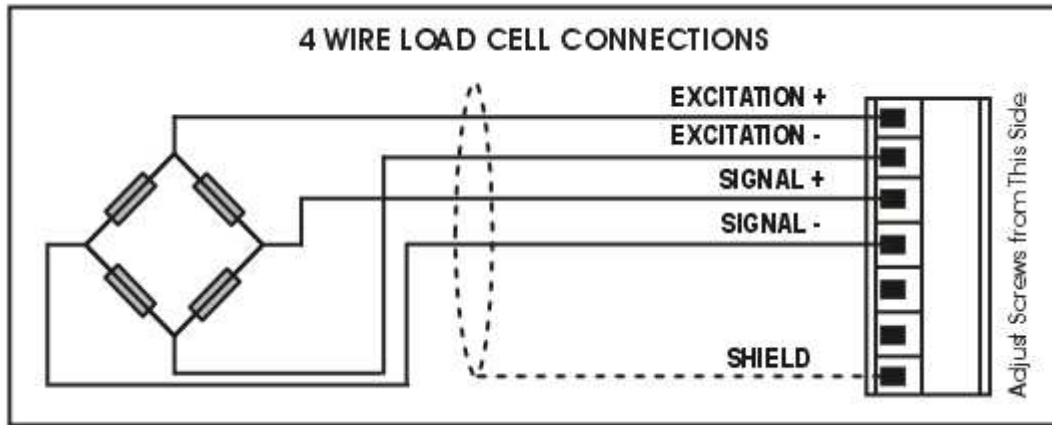 4 WIRE LOAD CELL CONNECTIONS
EXCITATION +
EXCITATION -
SIGNAL +
SIGNAL -
SHIELD
Adjust Screws from This Side